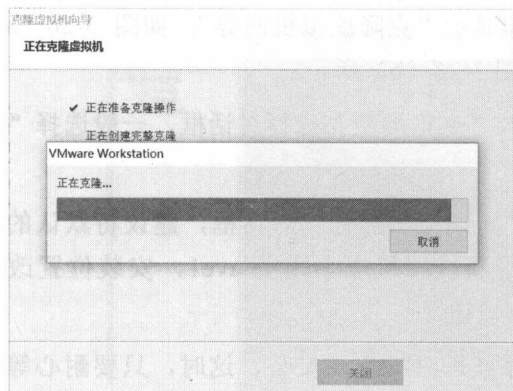 克隆虚拟机向导
正在克隆虚拟机
✔ 正在准备克隆操作
正在创建完整克隆
VMware Workstation
正在克隆...
取消
关闭